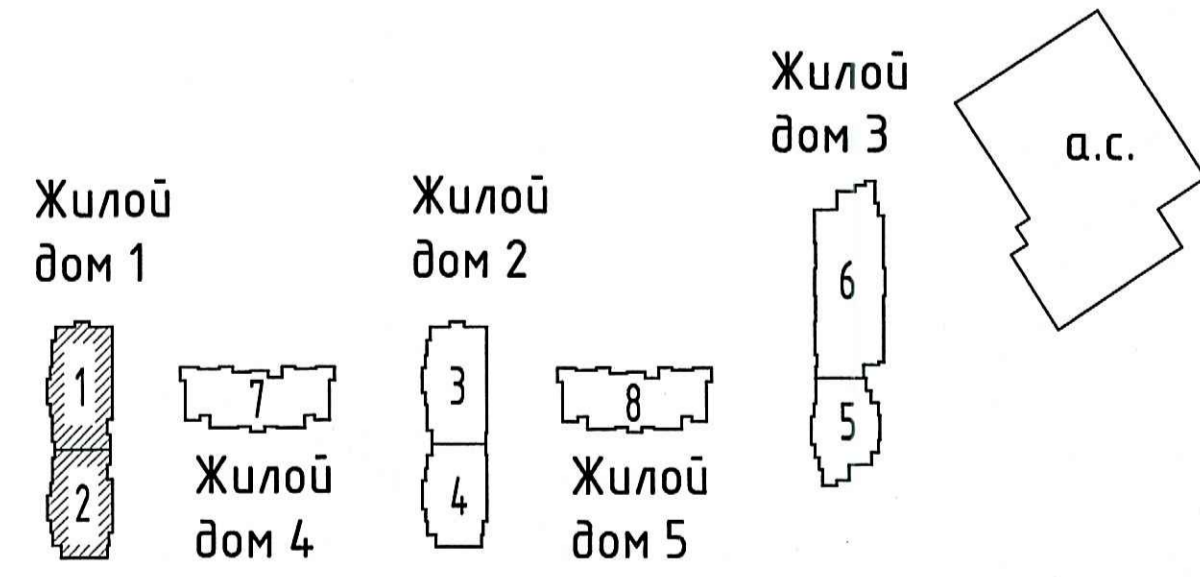 Жилой
дом 3
а.с.
Жилой
дом 1
Жилой
дом 2
6
1
7
3
8
5
2
Жилой
дом 4
4
Жилой
дом 5